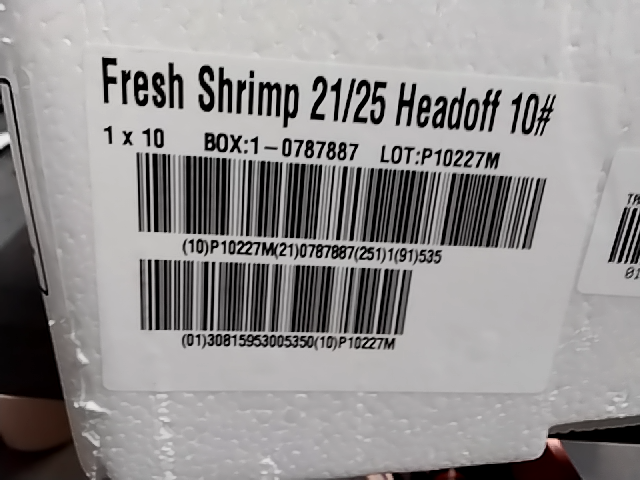 Fresh Shrimp 21/25 Headoff 10#
1 x 10 BOX:1-0787887 LOT:P10227M
(10)P10227M(21)0787887(251)1(91)535
(01)30815953005350(10)P10227M